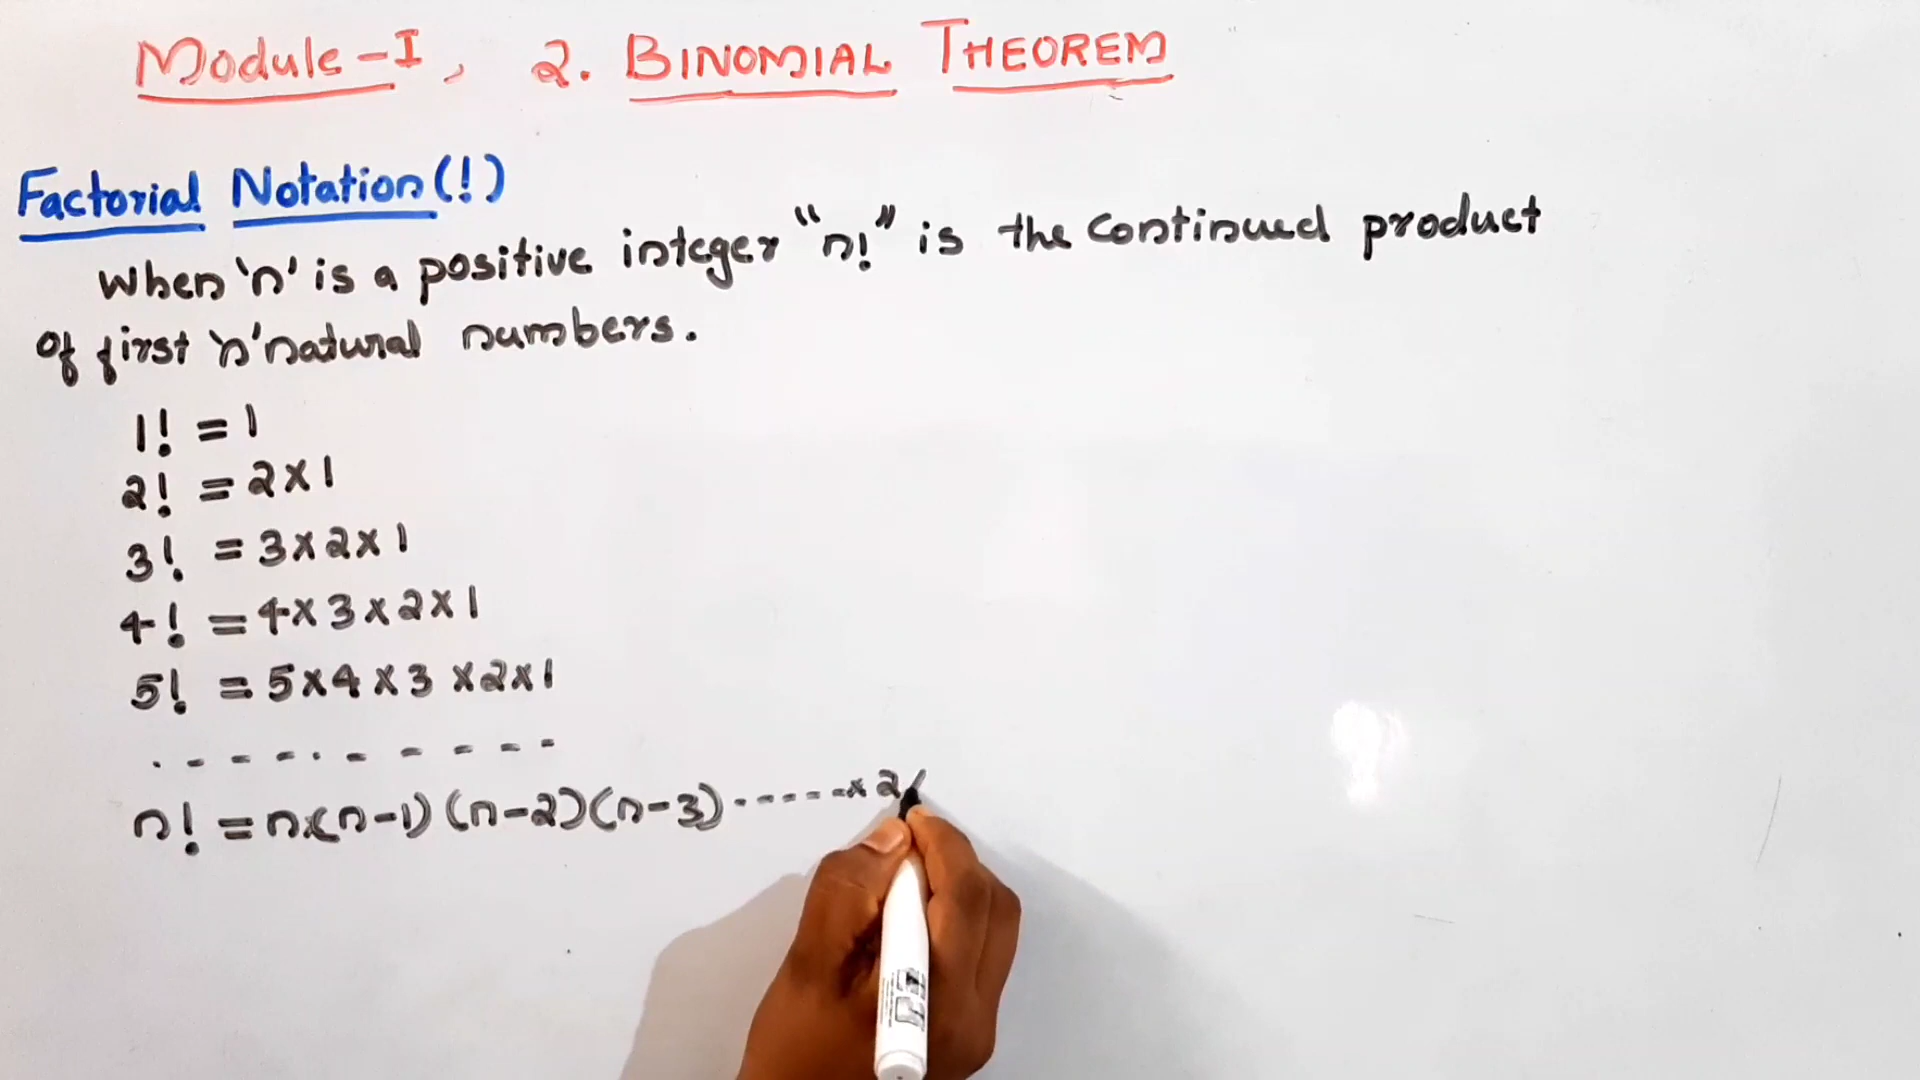 Module-I, 2. BINOMIAL THEOREM
Factorial Notation(!)
When 'n' is a positive integer "n!" is the continued product
of first 'n' natural numbers.
1! = 1
2! = 2×1
3! = 3×2×1
4! = 4×3×2×1
5! = 5×4×3×2×1
. - - - . - - - - -
n! = n.(n-1)(n-2)(n-3)------×2